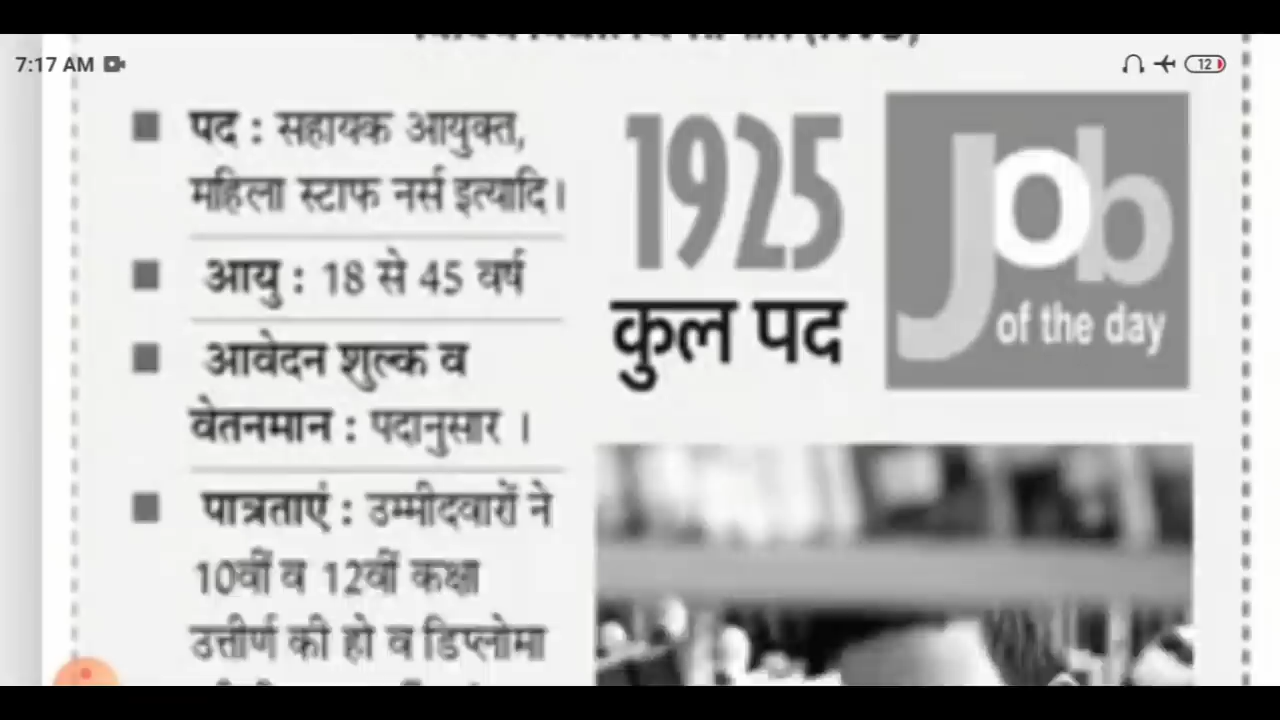 7:17 AM
12
पद : सहायक आयुक्त,
महिला स्टाफ नर्स इत्यादि।
आयु : 18 से 45 वर्ष
आवेदन शुल्क व
वेतनमान : पदानुसार ।
पात्रताएं : उम्मीदवारों ने
10वीं व 12वीं कक्षा
उत्तीर्ण की हो व डिप्लोमा
1925
कुल पद
Job
of the day